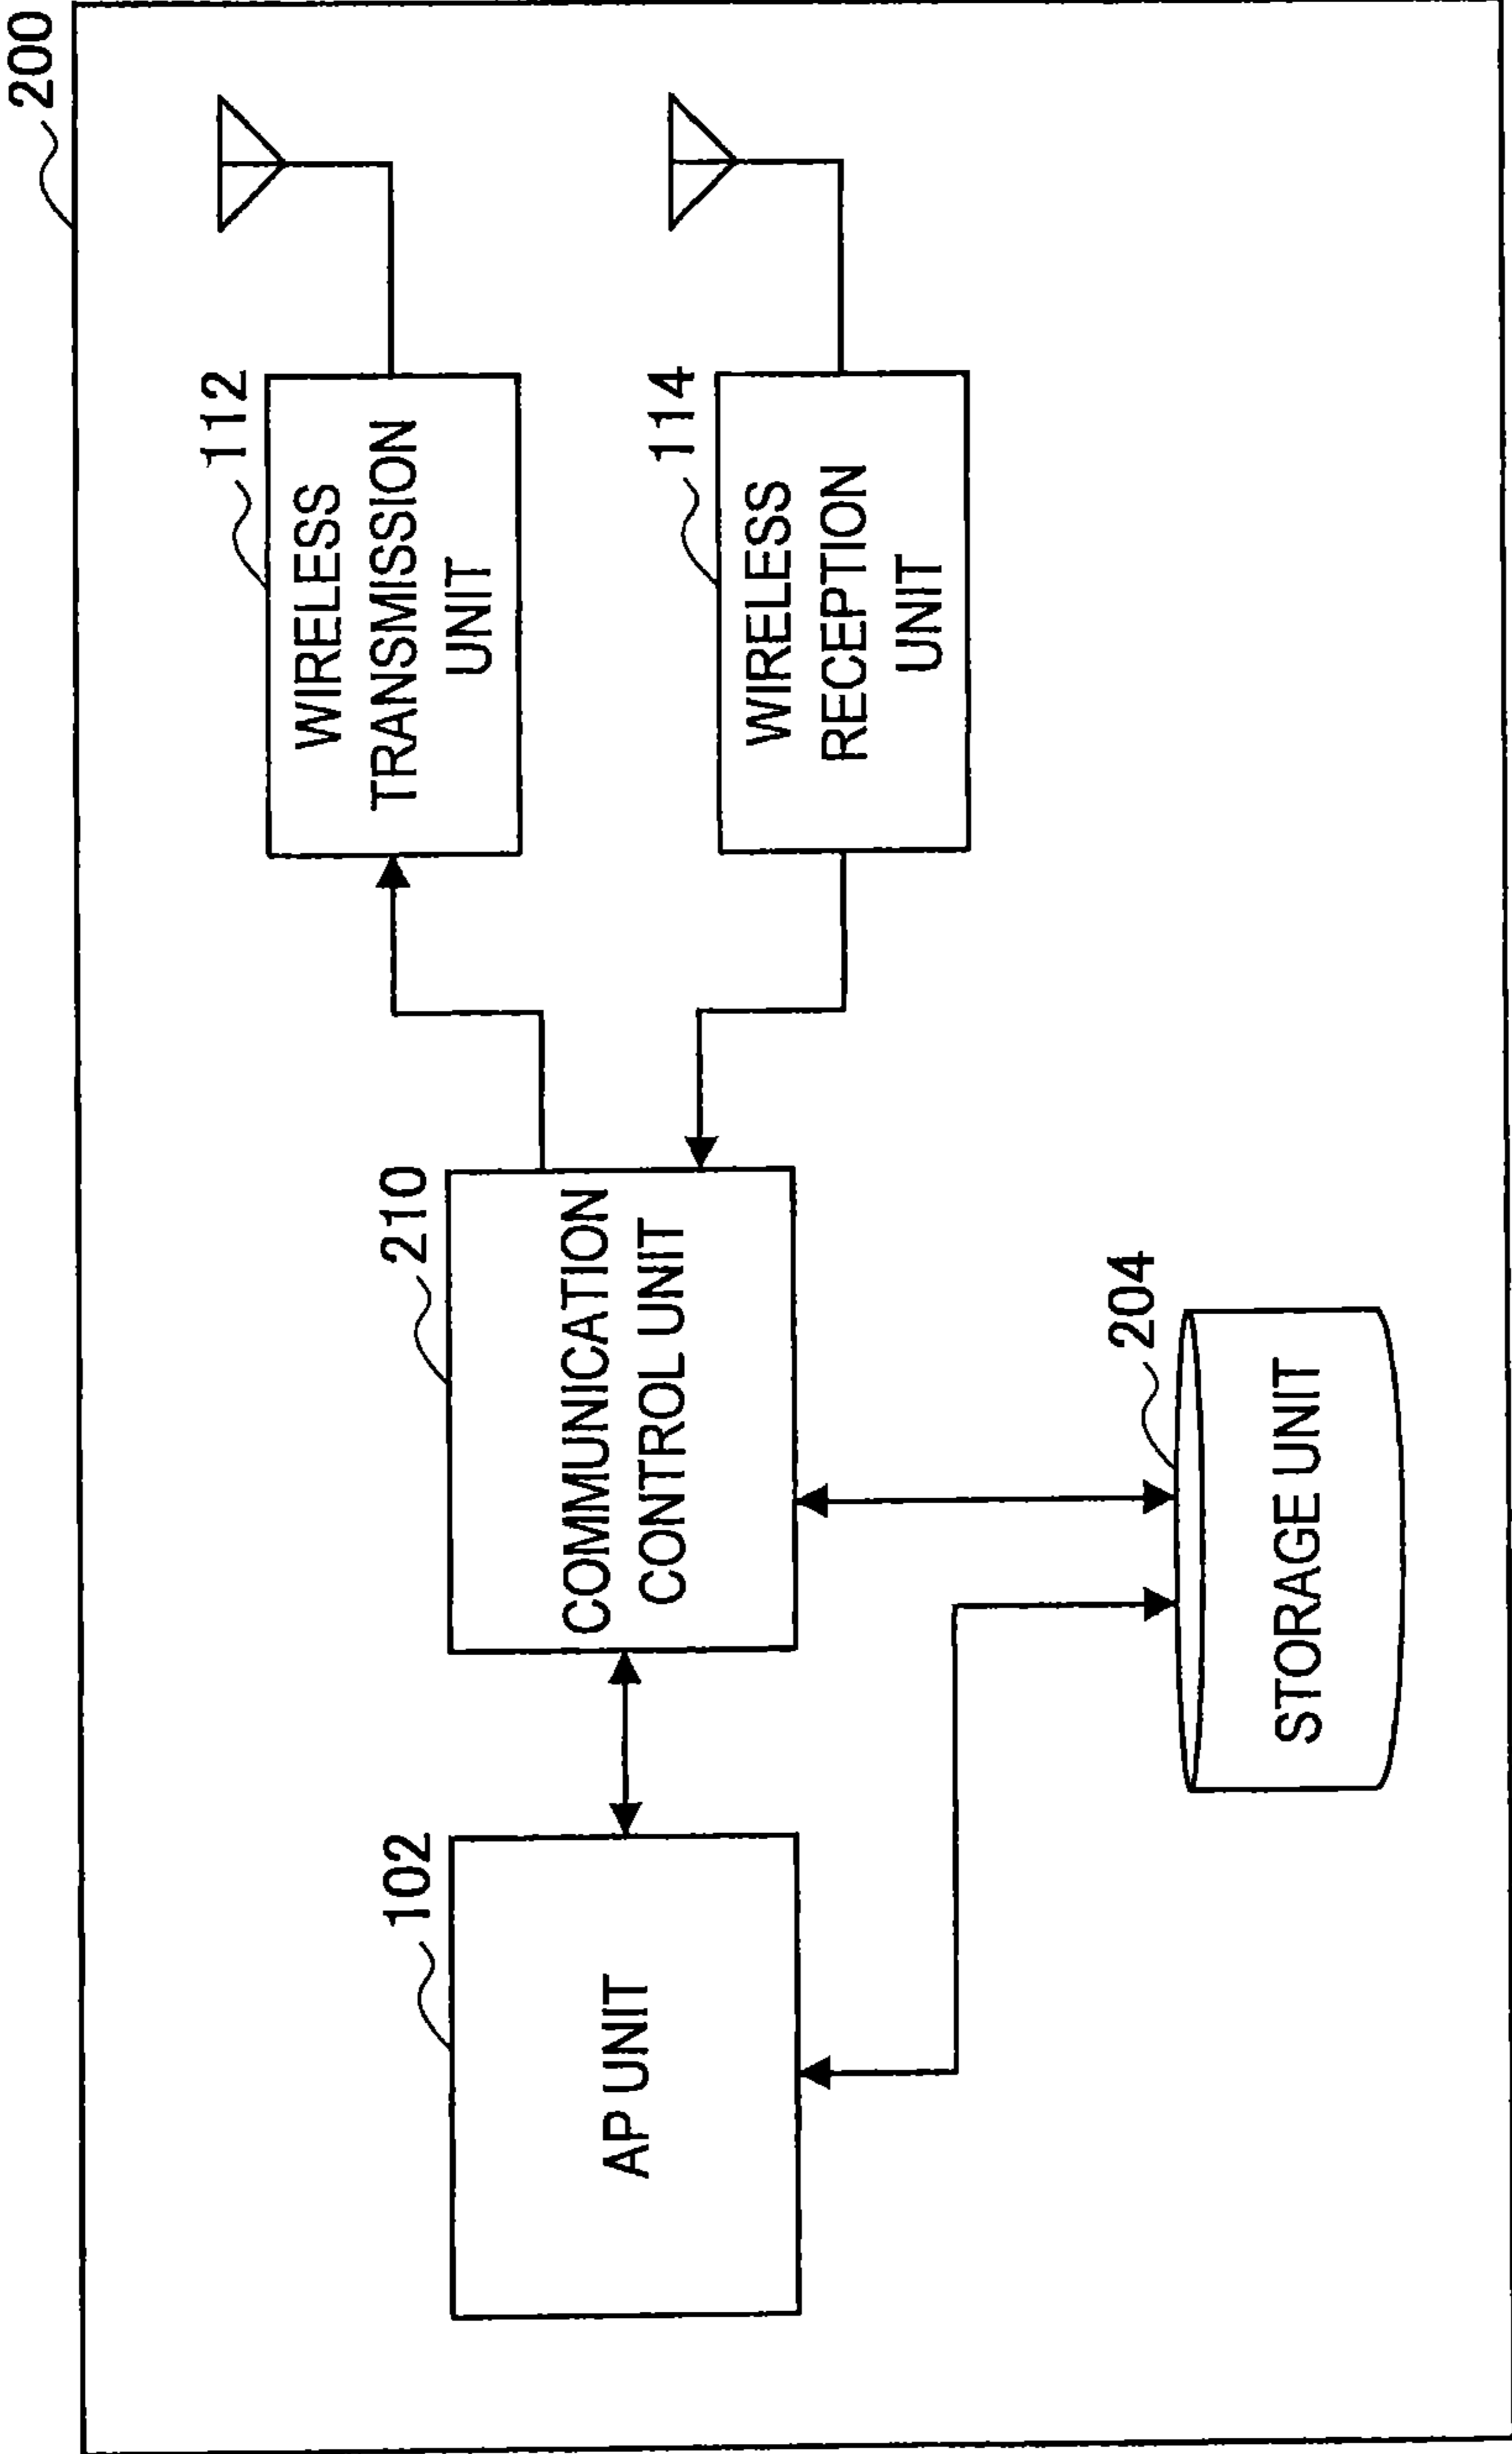 200
112
WIRELESS
TRANSMISSION
UNIT
114
WIRELESS
RECEPTION
UNIT
210
COMMUNICATION
CONTROL UNIT
102
AP UNIT
204
STORAGE UNIT